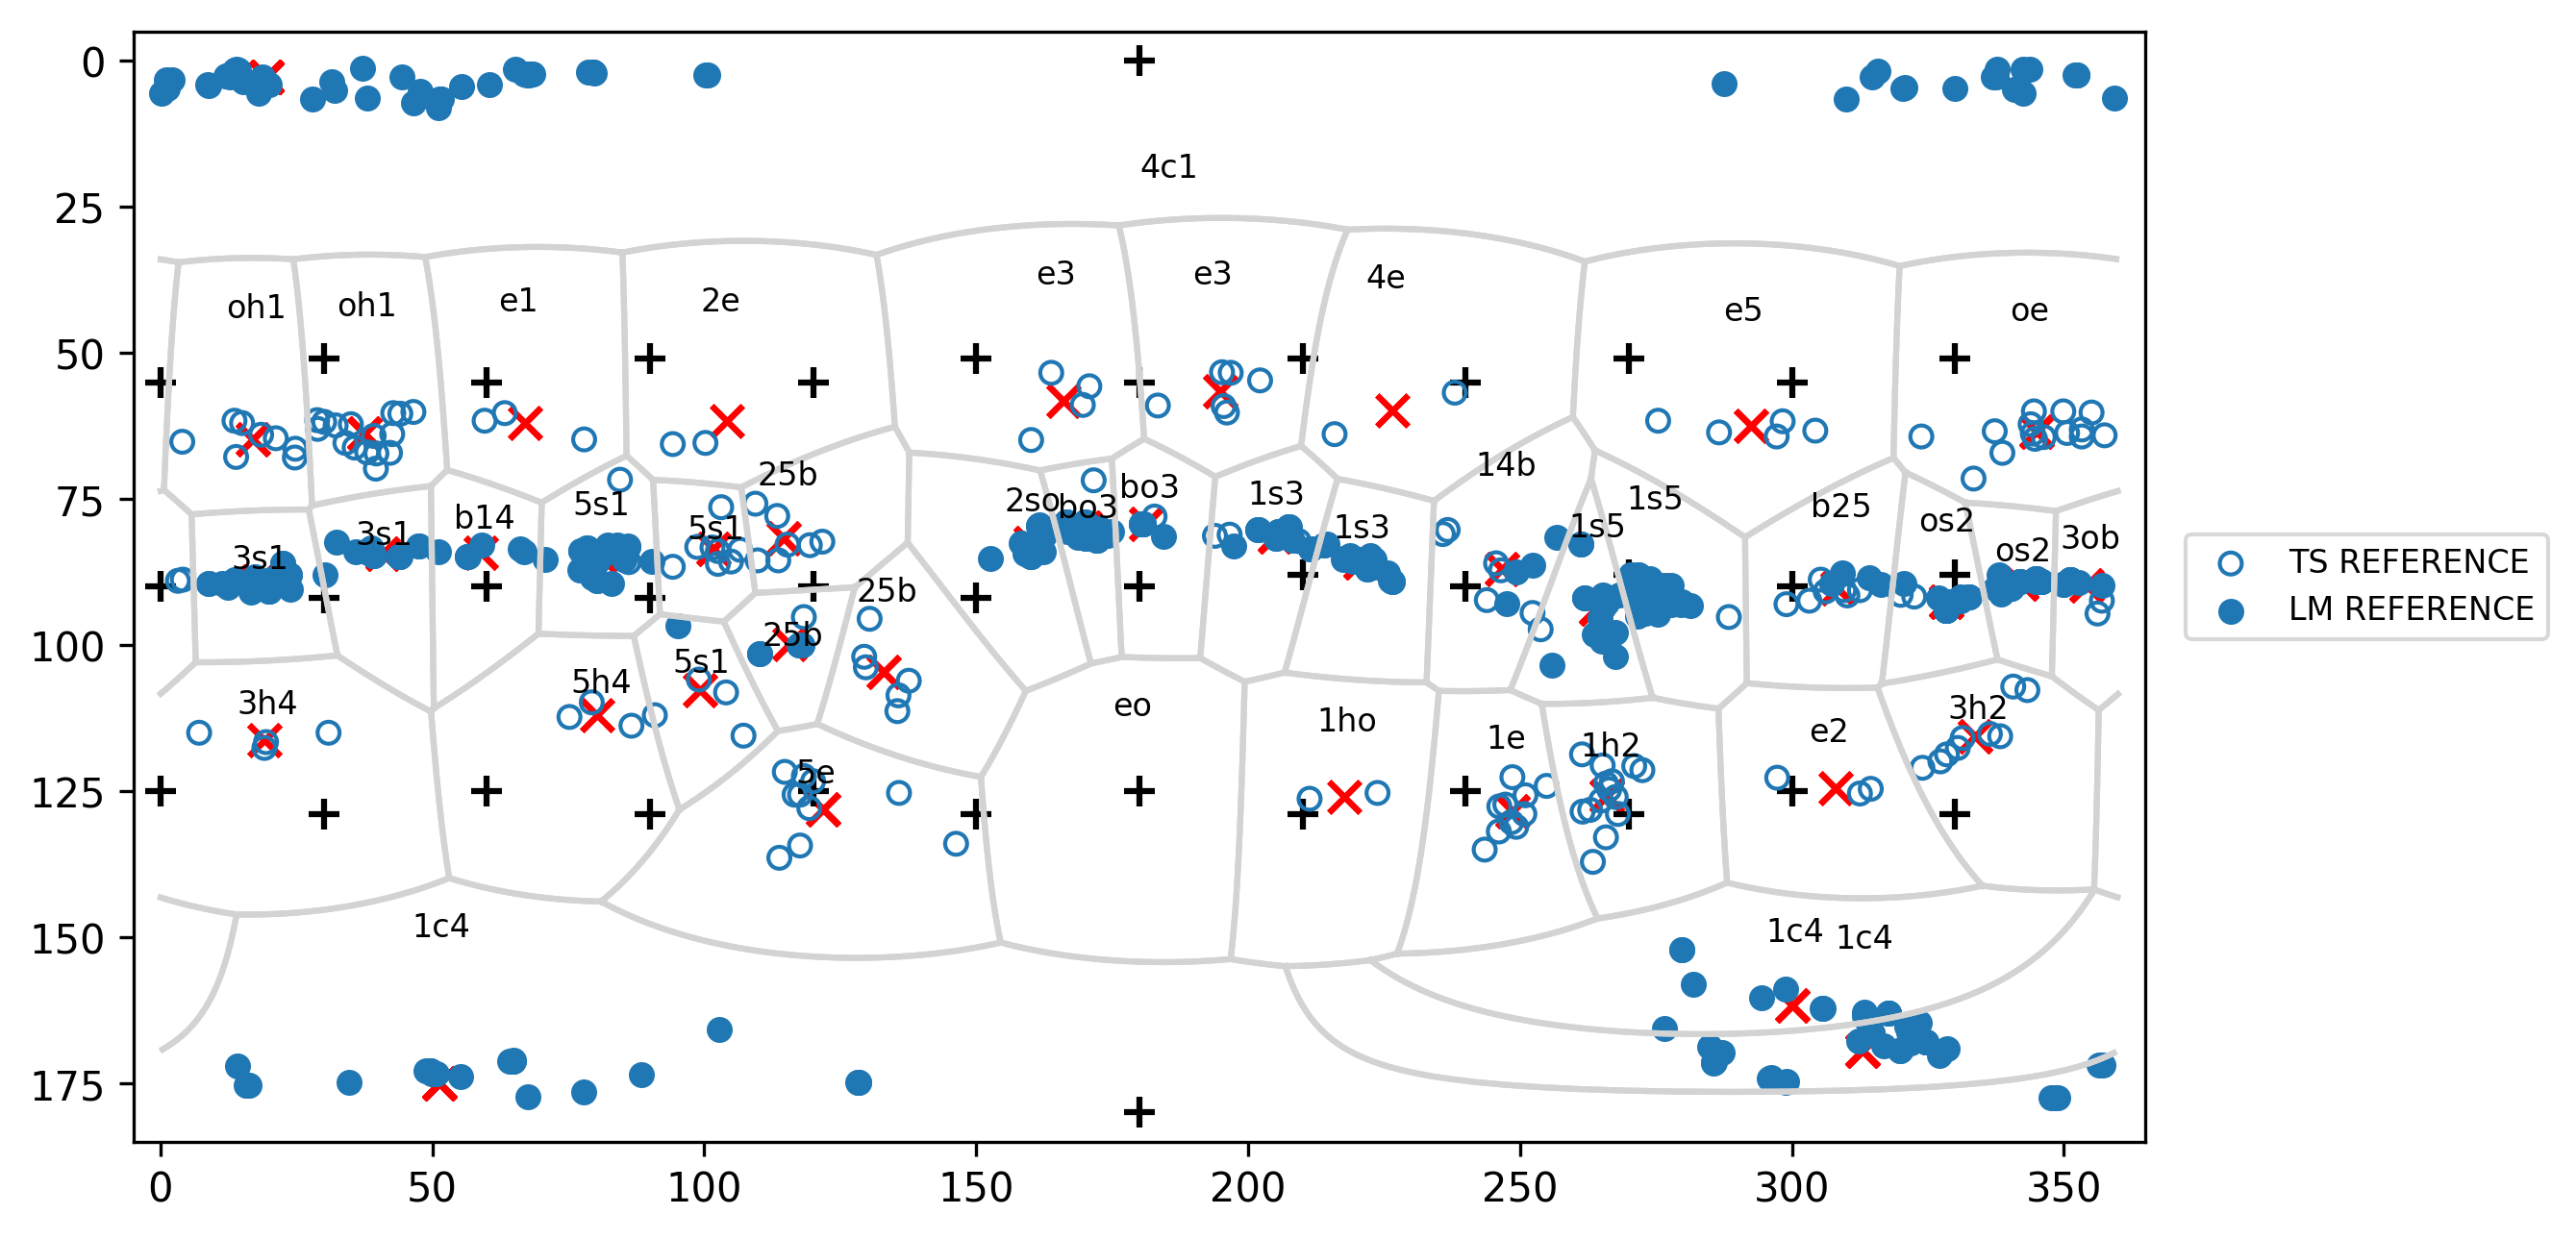 0
25
50
75
100
125
150
175
0
50
100
150
200
250
300
350
4c1
oh1
oh1
e1
2e
e3
e3
4e
e5
oe
25b
14b
5s1
b14
3s1
3s1
5s1
2so
bo3
bo3
1s3
1s3
1s5
1s5
b25
os2
os2
3ob
25b
25b
5s1
5h4
3h4
5e
eo
1ho
1e
1h2
e2
3h2
1c4
1c4
1c4
TS REFERENCE
LM REFERENCE